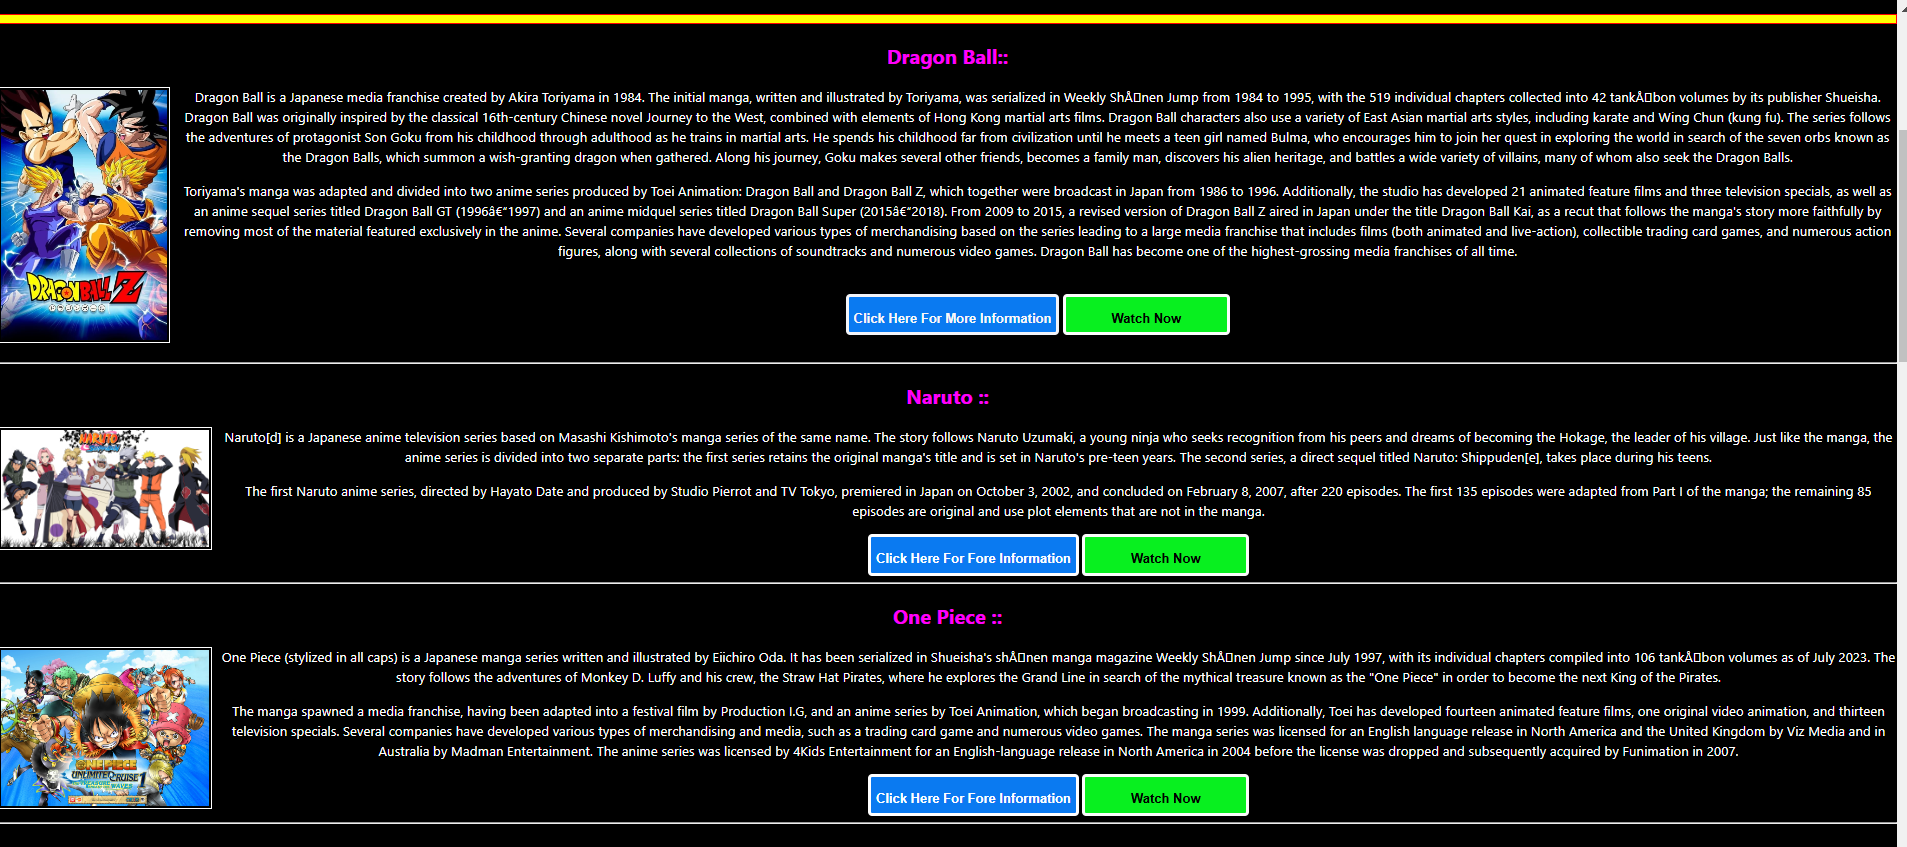 Dragon Ball::
Dragon Ball is a Japanese media franchise created by Akira Toriyama in 1984. The initial manga, written and illustrated by Toriyama, was serialized in Weekly ShÅ▯nen Jump from 1984 to 1995, with the 519 individual chapters collected into 42 tankÅ▯bon volumes by its publisher Shueisha.
Dragon Ball was originally inspired by the classical 16th-century Chinese novel Journey to the West, combined with elements of Hong Kong martial arts films. Dragon Ball characters also use a variety of East Asian martial arts styles, including karate and Wing Chun (kung fu). The series follows
the adventures of protagonist Son Goku from his childhood through adulthood as he trains in martial arts. He spends his childhood far from civilization until he meets a teen girl named Bulma, who encourages him to join her quest in exploring the world in search of the seven orbs known as
the Dragon Balls, which summon a wish-granting dragon when gathered. Along his journey, Goku makes several other friends, becomes a family man, discovers his alien heritage, and battles a wide variety of villains, many of whom also seek the Dragon Balls.
Toriyama's manga was adapted and divided into two anime series produced by Toei Animation: Dragon Ball and Dragon Ball Z, which together were broadcast in Japan from 1986 to 1996. Additionally, the studio has developed 21 animated feature films and three television specials, as well as
an anime sequel series titled Dragon Ball GT (1996â€“1997) and an anime midquel series titled Dragon Ball Super (2015â€“2018). From 2009 to 2015, a revised version of Dragon Ball Z aired in Japan under the title Dragon Ball Kai, as a recut that follows the manga's story more faithfully by
removing most of the material featured exclusively in the anime. Several companies have developed various types of merchandising based on the series leading to a large media franchise that includes films (both animated and live-action), collectible trading card games, and numerous action
figures, along with several collections of soundtracks and numerous video games. Dragon Ball has become one of the highest-grossing media franchises of all time.
DRAGON BALL Z
Click Here For More Information
Watch Now
Naruto ::
NARUTO
Naruto[d] is a Japanese anime television series based on Masashi Kishimoto's manga series of the same name. The story follows Naruto Uzumaki, a young ninja who seeks recognition from his peers and dreams of becoming the Hokage, the leader of his village. Just like the manga, the
anime series is divided into two separate parts: the first series retains the original manga's title and is set in Naruto's pre-teen years. The second series, a direct sequel titled Naruto: Shippuden[e], takes place during his teens.
The first Naruto anime series, directed by Hayato Date and produced by Studio Pierrot and TV Tokyo, premiered in Japan on October 3, 2002, and concluded on February 8, 2007, after 220 episodes. The first 135 episodes were adapted from Part I of the manga; the remaining 85
episodes are original and use plot elements that are not in the manga.
Click Here For Fore Information
Watch Now
One Piece ::
One Piece (stylized in all caps) is a Japanese manga series written and illustrated by Eiichiro Oda. It has been serialized in Shueisha's shÅ▯nen manga magazine Weekly ShÅ▯nen Jump since July 1997, with its individual chapters compiled into 106 tankÅ▯bon volumes as of July 2023. The
story follows the adventures of Monkey D. Luffy and his crew, the Straw Hat Pirates, where he explores the Grand Line in search of the mythical treasure known as the "One Piece" in order to become the next King of the Pirates.
The manga spawned a media franchise, having been adapted into a festival film by Production I.G, and an anime series by Toei Animation, which began broadcasting in 1999. Additionally, Toei has developed fourteen animated feature films, one original video animation, and thirteen
television specials. Several companies have developed various types of merchandising and media, such as a trading card game and numerous video games. The manga series was licensed for an English language release in North America and the United Kingdom by Viz Media and in
Australia by Madman Entertainment. The anime series was licensed by 4Kids Entertainment for an English-language release in North America in 2004 before the license was dropped and subsequently acquired by Funimation in 2007.
ONE PIECE
UNLIMITED CRUISE 1
Click Here For Fore Information
Watch Now